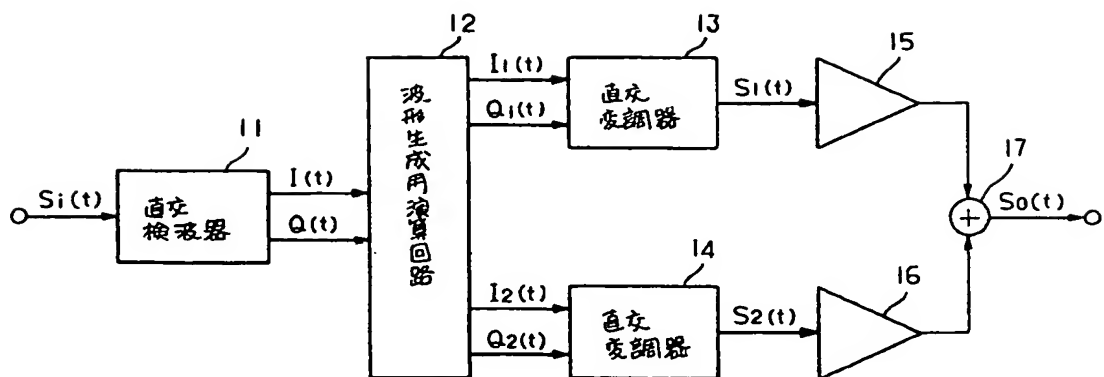 12
13
15
I1(t)
Q1(t)
直交
変調器
S1(t)
11
Si(t)
直交
検波器
I(t)
Q(t)
波形生成用演算回路
17
+
So(t)
14
16
I2(t)
Q2(t)
直交
変調器
S2(t)